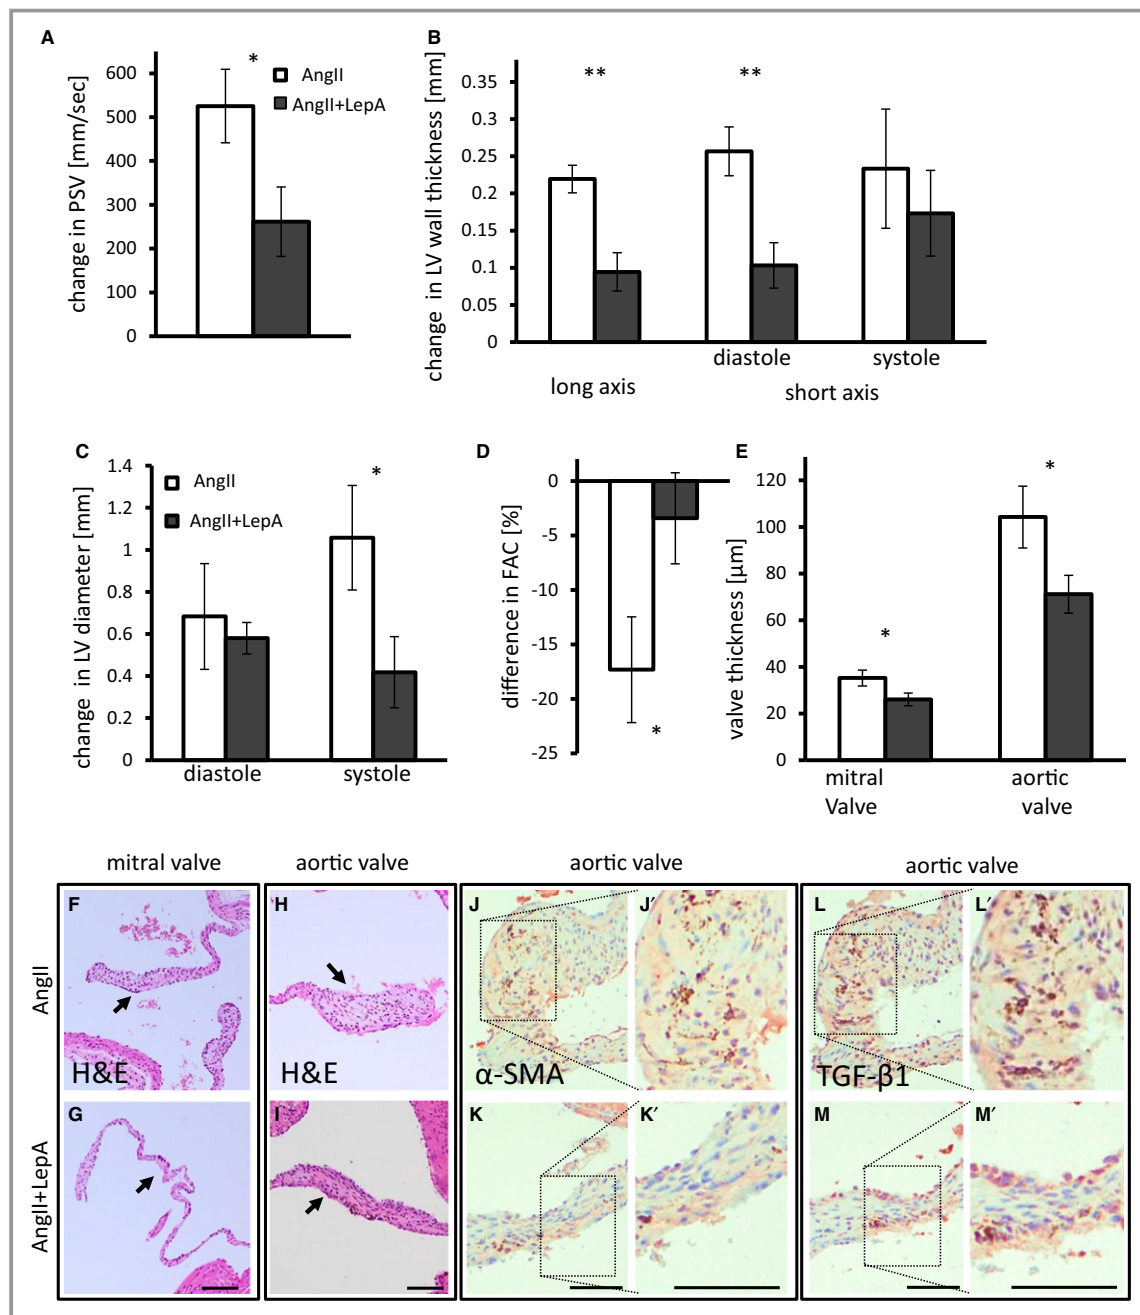 A
change in PSV [mm/sec]
600
500
400
300
200
100
0
*
AngII
AngII+LepA
B
change in LV wall thickness [mm]
0.35
0.3
0.25
0.2
0.15
0.1
0.05
0
**
**
diastole
systole
long axis
short axis
C
change in LV diameter [mm]
1.4
1.2
1
0.8
0.6
0.4
0.2
0
AngII
AngII+LepA
*
diastole
systole
D
difference in FAC [%]
0
-5
-10
-15
-20
-25
*
E
valve thickness [µm]
120
100
80
60
40
20
0
*
*
mitral
Valve
aortic
valve
mitral valve
aortic valve
aortic valve
aortic valve
AngII
F
H&E
H
H&E
J
α-SMA
J′
L
TGF-β1
L′
AngII+LepA
G
I
K
K′
M
M′